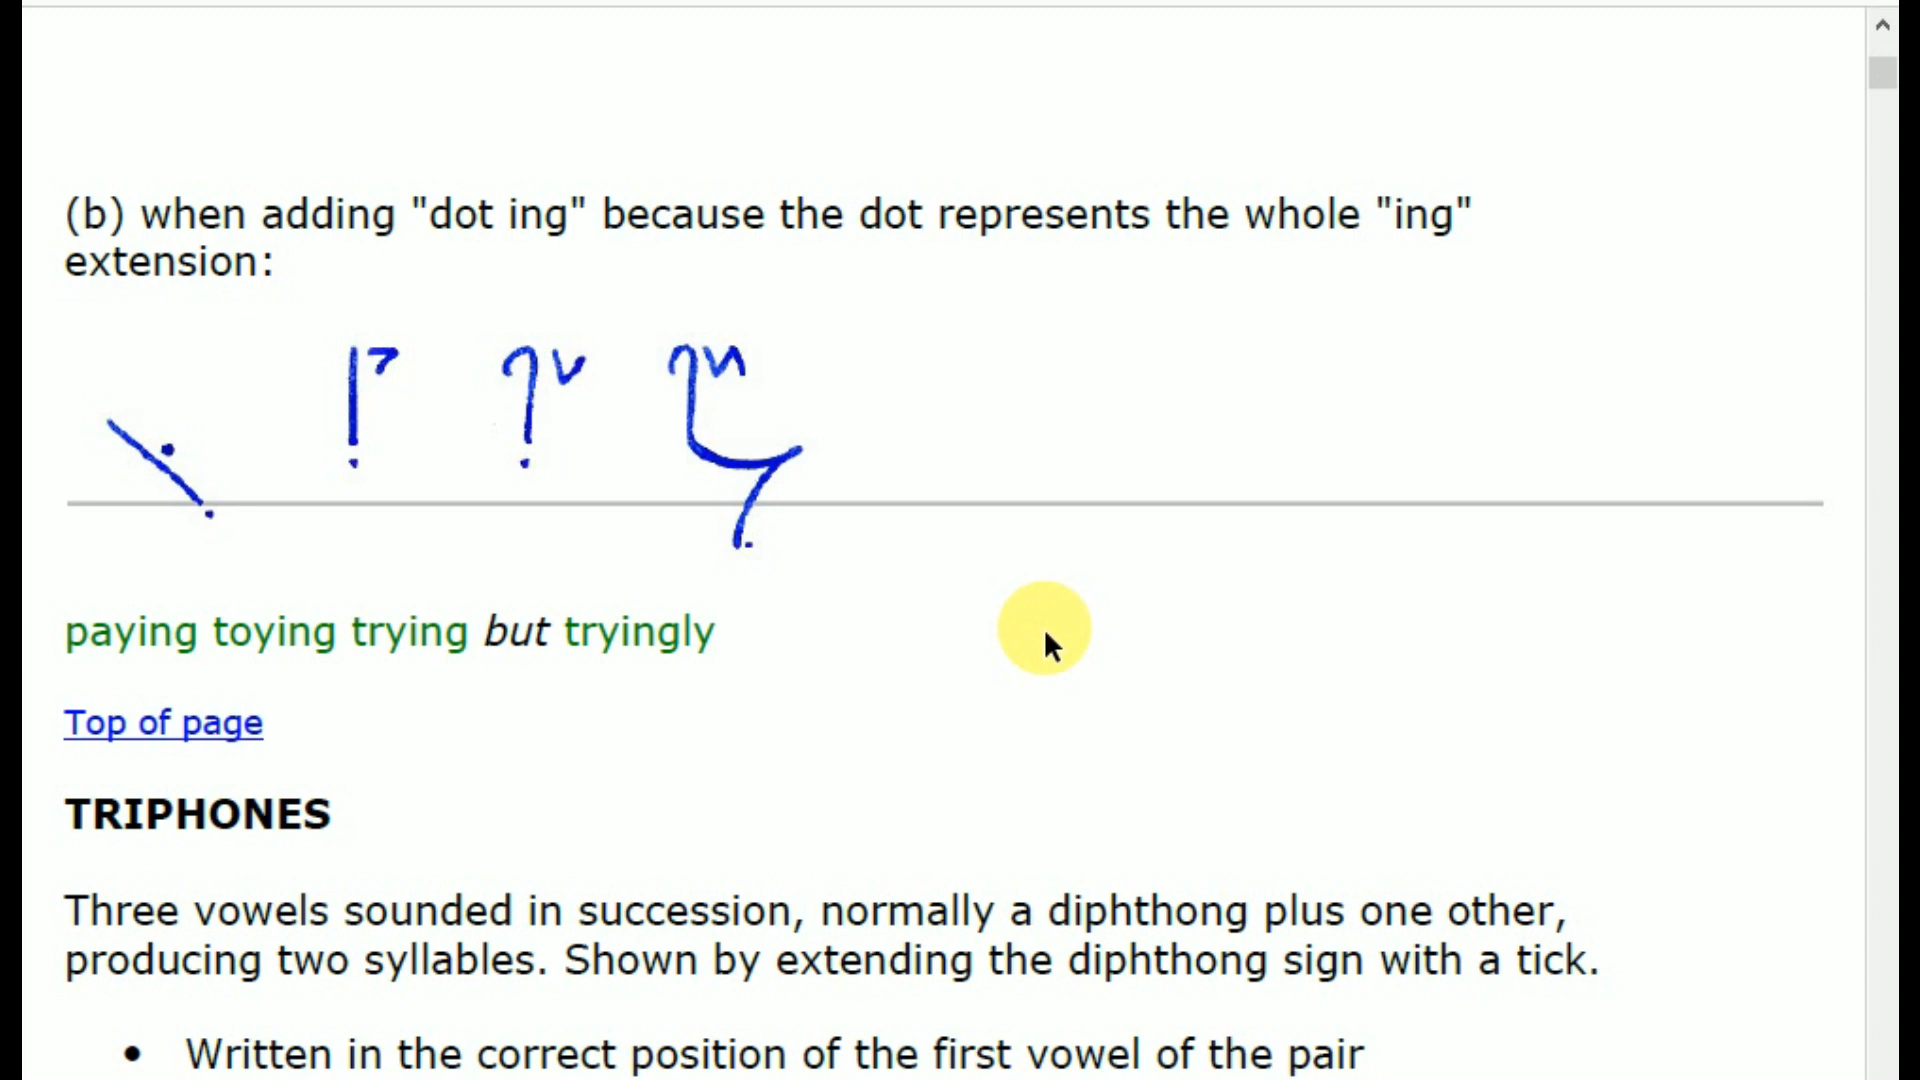 (b) when adding "dot ing" because the dot represents the whole "ing"
extension:
paying toying trying but tryingly
Top of page
TRIPHONES
Three vowels sounded in succession, normally a diphthong plus one other,
producing two syllables. Shown by extending the diphthong sign with a tick.
• Written in the correct position of the first vowel of the pair